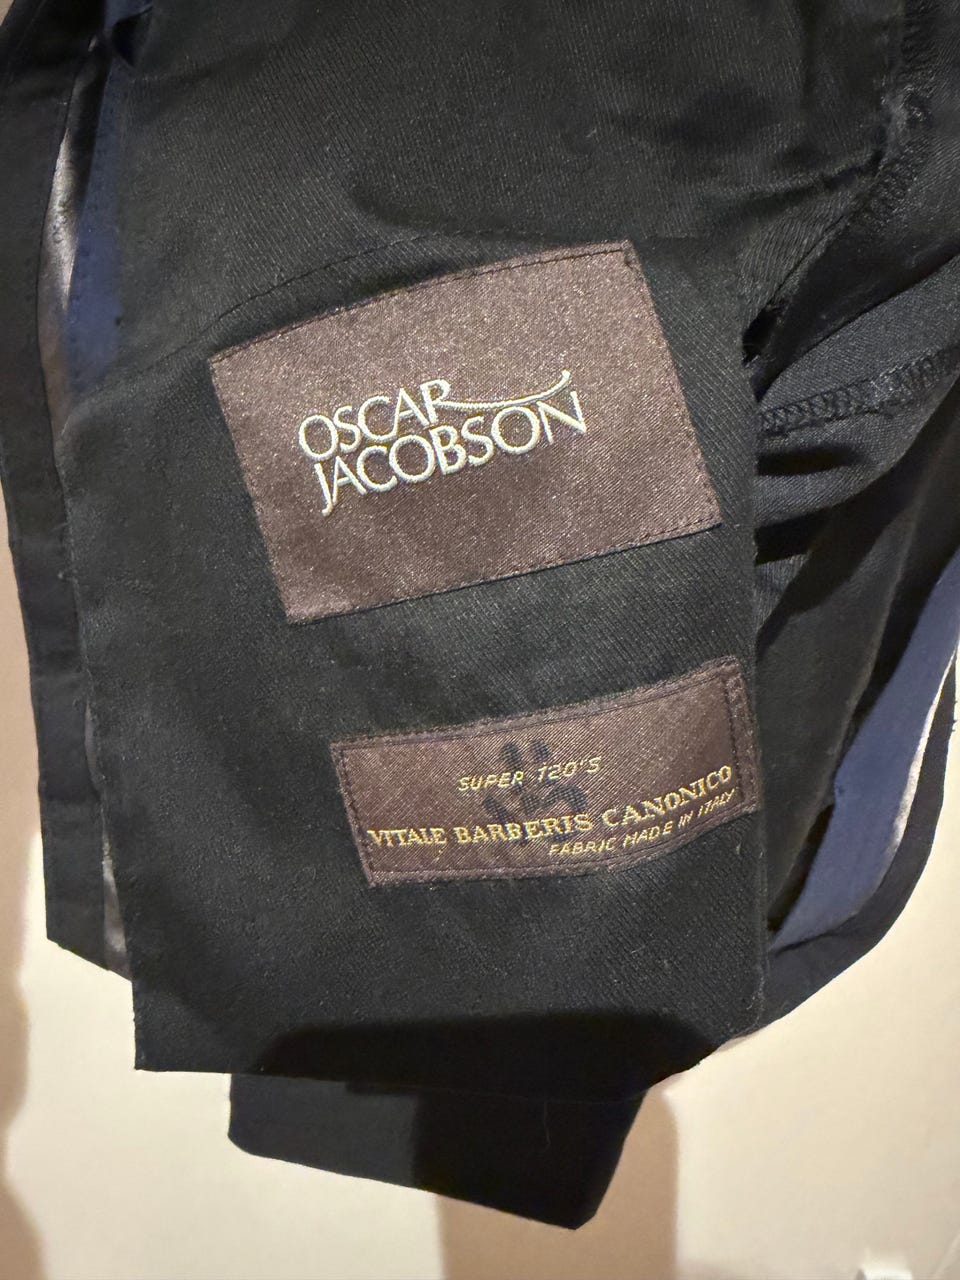 OSCAR
JACOBSON
SUPER 120'S
VITALE BARBERIS CANONICO
FABRIC MADE IN ITALY